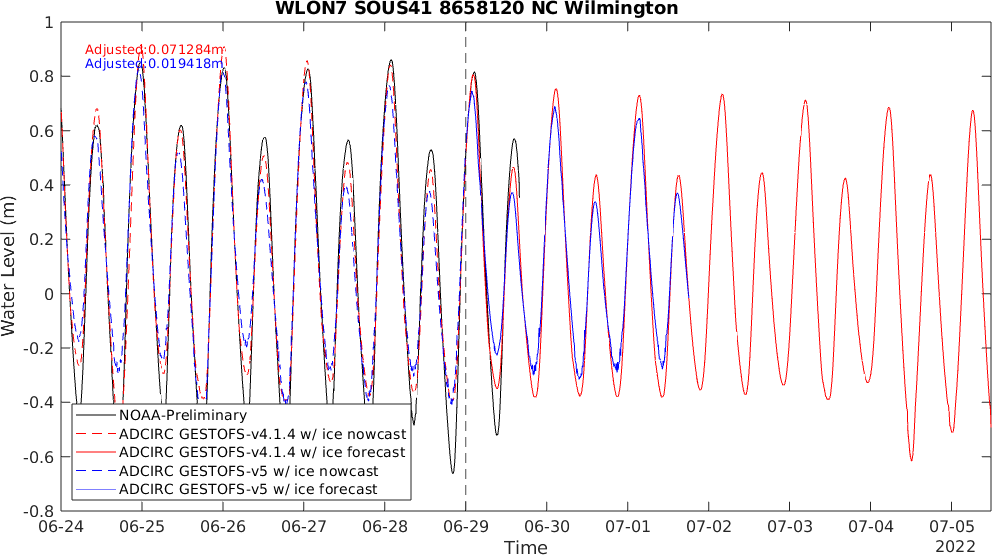 WLON7 SOUS41 8658120 NC Wilmington
Adjusted:0.071284m
Adjusted:0.019418m
Water Level (m)
1
0.8
0.6
0.4
0.2
0
-0.2
-0.4
-0.6
-0.8
NOAA-Preliminary
ADCIRC GESTOFS-v4.1.4 w/ ice nowcast
ADCIRC GESTOFS-v4.1.4 w/ ice forecast
ADCIRC GESTOFS-v5 w/ ice nowcast
ADCIRC GESTOFS-v5 w/ ice forecast
06-24 06-25 06-26 06-27 06-28 06-29 06-30 07-01 07-02 07-03 07-04 07-05
2022
Time